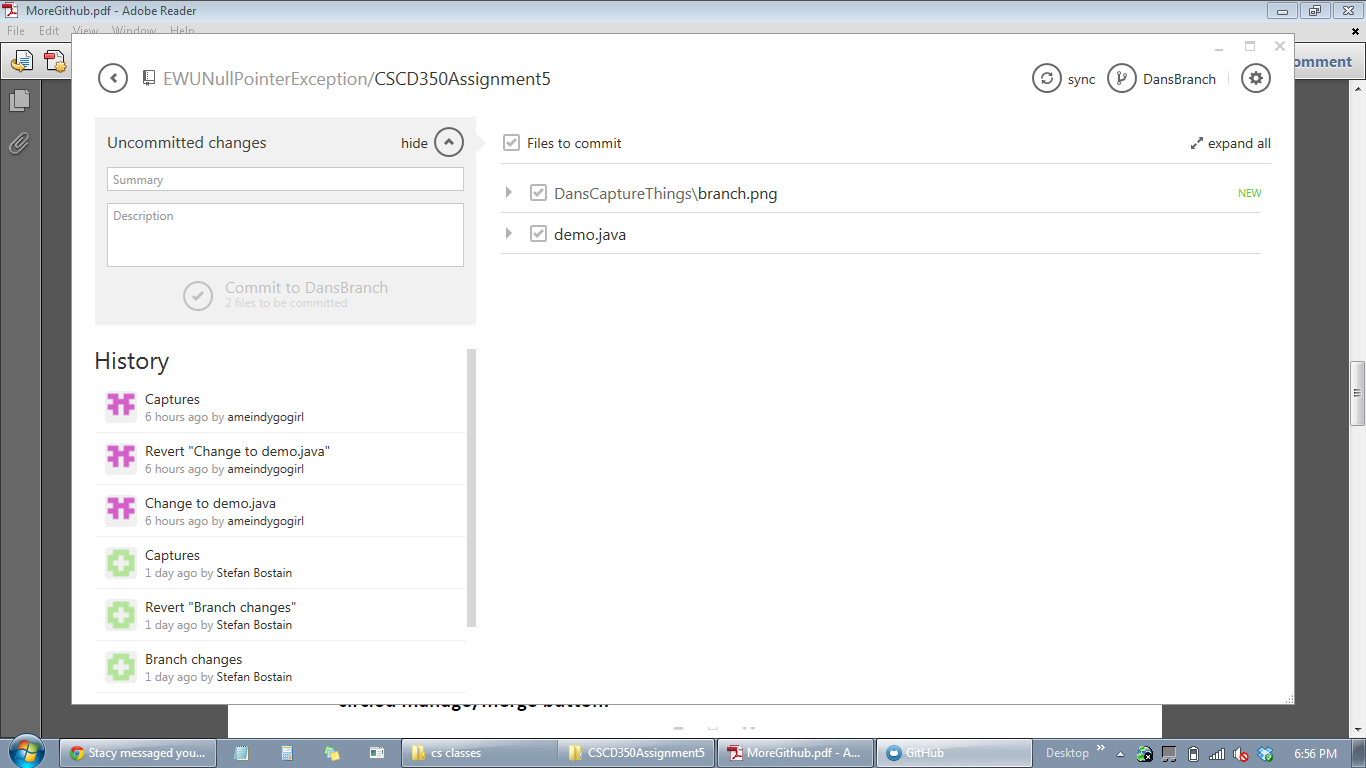 MoreGithub.pdf - Adobe Reader
File Edit View Window Help
omment
EWUNullPointerException/CSCD350Assignment5
sync
DansBranch
Uncommitted changes
hide
Files to commit
expand all
Summary
DansCaptureThings\branch.png
NEW
Description
demo.java
Commit to DansBranch
2 files to be committed
History
Captures
6 hours ago by ameindygogirl
Revert "Change to demo.java"
6 hours ago by ameindygogirl
Change to demo.java
6 hours ago by ameindygogirl
Captures
1 day ago by Stefan Bostain
Revert "Branch changes"
1 day ago by Stefan Bostain
Branch changes
1 day ago by Stefan Bostain
circled manage/merge button.
Stacy messaged you...
cs classes
CSCD350Assignment5
MoreGithub.pdf - A...
GitHub
Desktop
6:56 PM